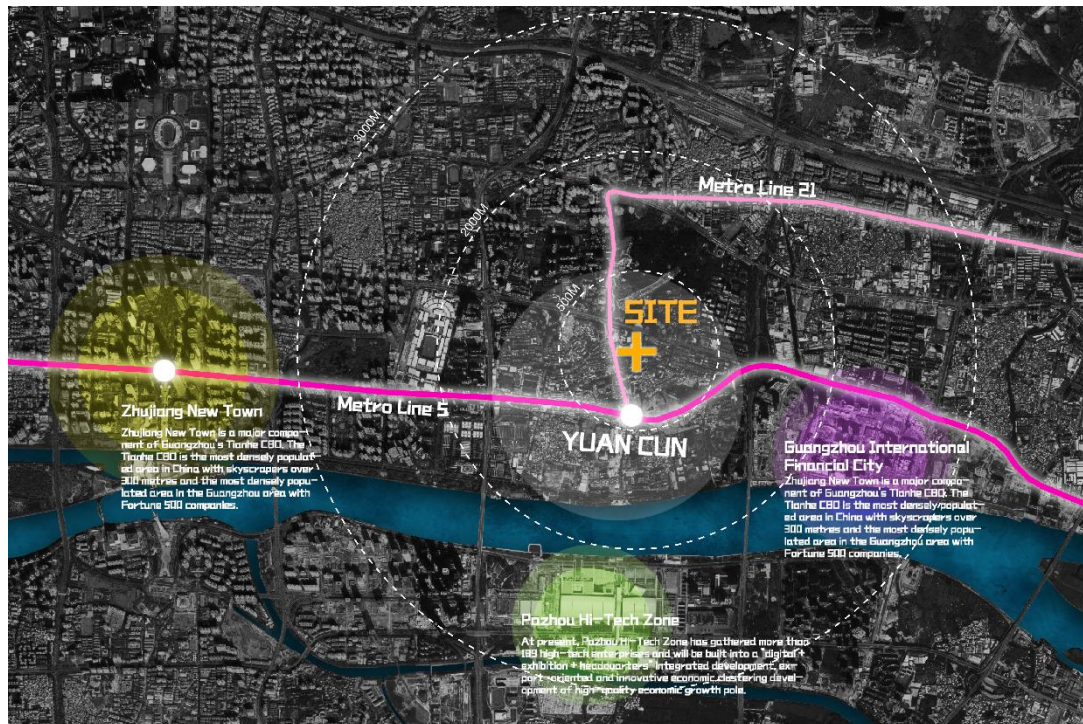 3000M
Metro Line 21
2000M
800M
SITE
Metro Line 5
YUAN CUN
Zhujiang New Town
Zhujiang New Town is a major compo-
nent of Guangzhou's Tianhe CBD. The
Tianhe CBD is the most densely populat-
ed area in China with skyscrapers over
300 metres and the most densely popu-
lated area in the Guangzhou area with
Fortune 500 companies.
Guangzhou International
Financial City
Zhujiang New Town is a major compo-
nent of Guangzhou's Tianhe CBD. The
Tianhe CBD is the most densely populat-
ed area in China with skyscrapers over
300 metres and the most densely popu-
lated area in the Guangzhou area with
Fortune 500 companies.
Pazhou Hi-Tech Zone
At present, Pazhou Hi-Tech Zone has gathered more than
high-tech enterprises and will be built into a "digital +
exhibition + headquarters" integrated development, ex-
port-oriented and innovative economic clustering devel-
opment of high-quality economic growth pole.